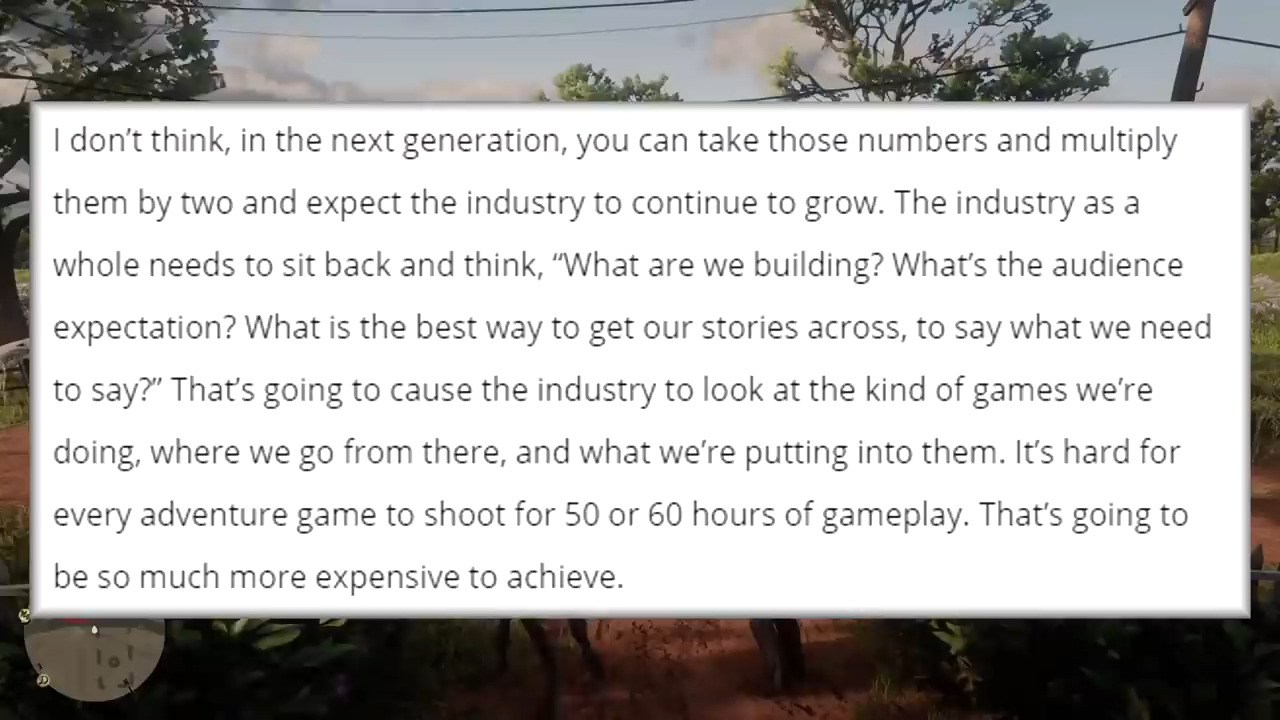 I don’t think, in the next generation, you can take those numbers and multiply
them by two and expect the industry to continue to grow. The industry as a
whole needs to sit back and think, “What are we building? What’s the audience
expectation? What is the best way to get our stories across, to say what we need
to say?” That’s going to cause the industry to look at the kind of games we’re
doing, where we go from there, and what we’re putting into them. It’s hard for
every adventure game to shoot for 50 or 60 hours of gameplay. That’s going to
be so much more expensive to achieve.